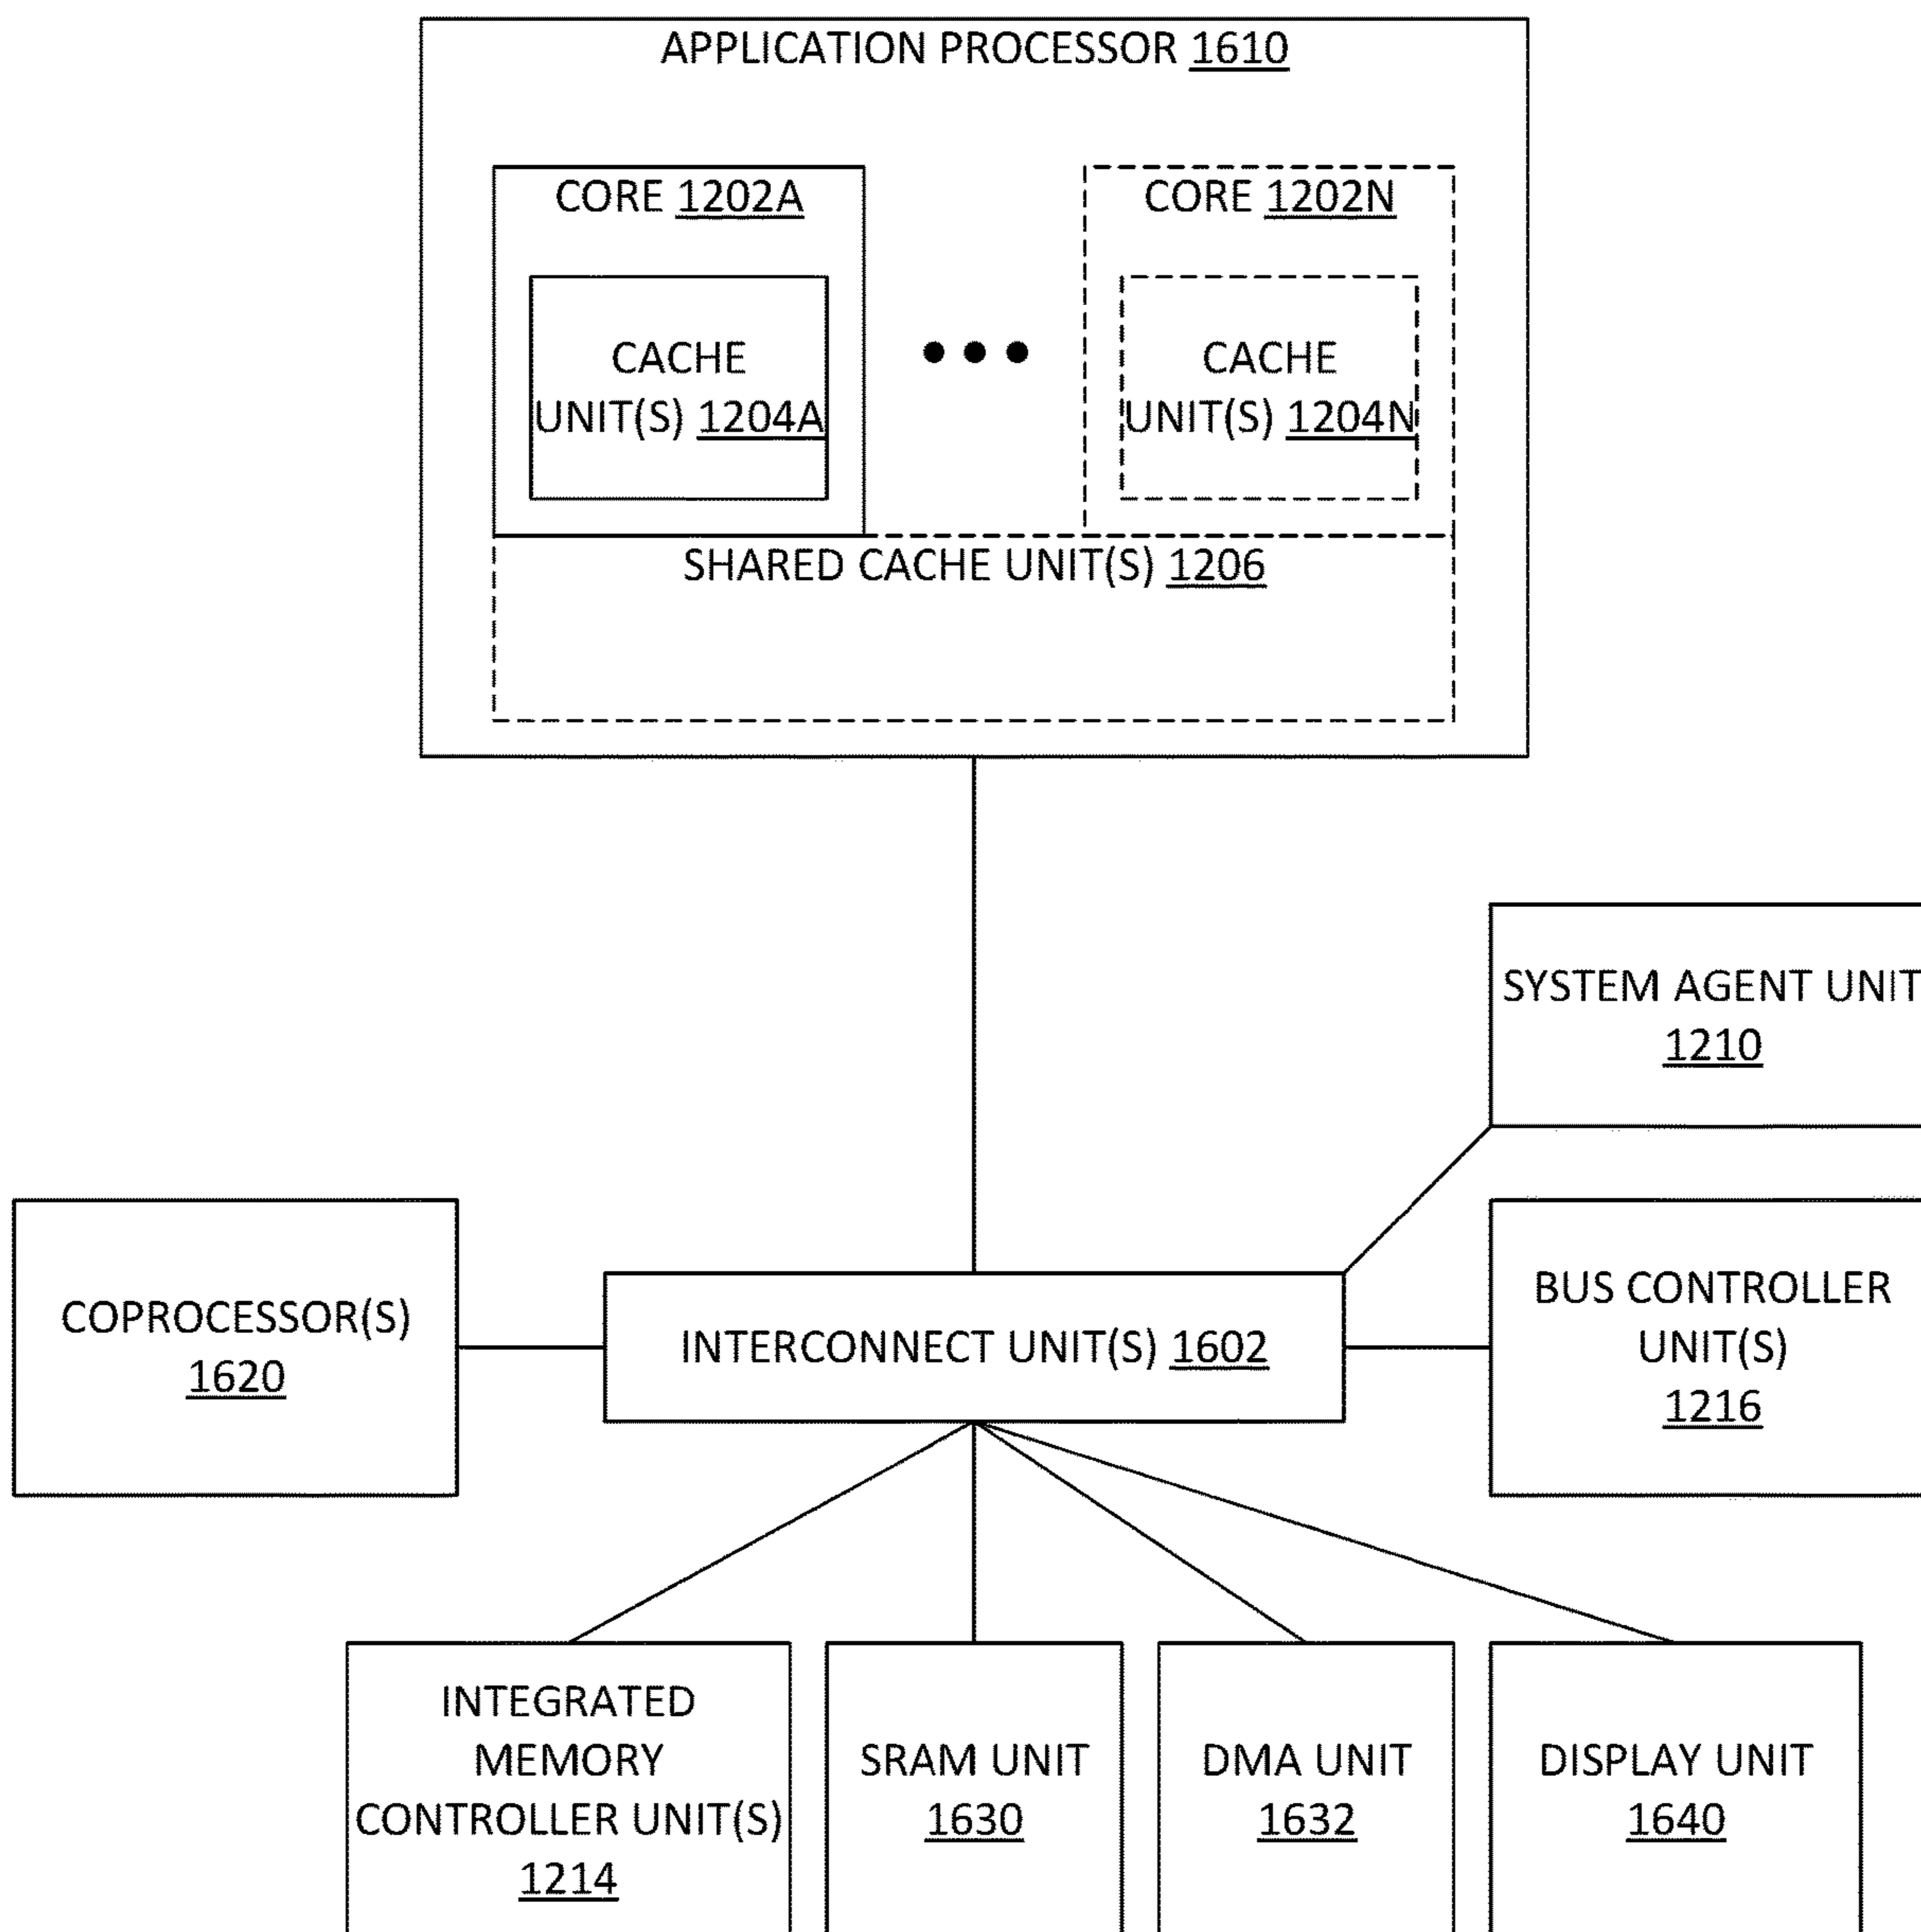 APPLICATION PROCESSOR 1610
CORE 1202A
CORE 1202N
CACHE
UNIT(S) 1204A
CACHE
UNIT(S) 1204N
SHARED CACHE UNIT(S) 1206
SYSTEM AGENT UNIT
1210
COPROCESSOR(S)
1620
INTERCONNECT UNIT(S) 1602
BUS CONTROLLER
UNIT(S)
1216
INTEGRATED
MEMORY
CONTROLLER UNIT(S)
1214
SRAM UNIT
1630
DMA UNIT
1632
DISPLAY UNIT
1640